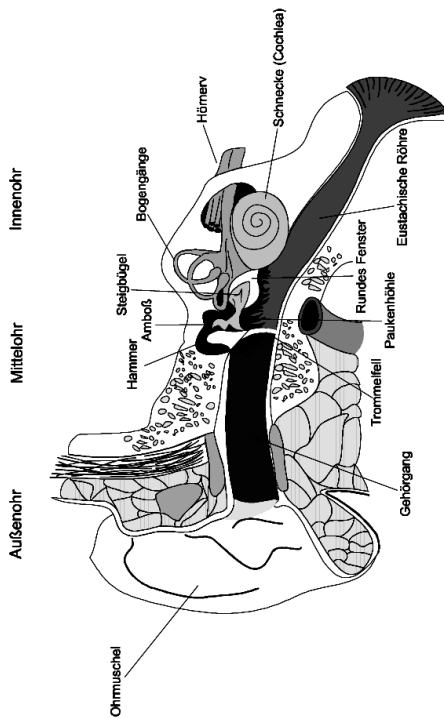 Außenohr
Mittelohr
Innenohr
Ohrmuschel
Hammer
Amboß
Steigbügel
Bogengänge
Hörnerv
Schnecke (Cochlea)
Gehörgang
Trommelfell
Paukenhöhle
Rundes Fenster
Eustachische Röhre